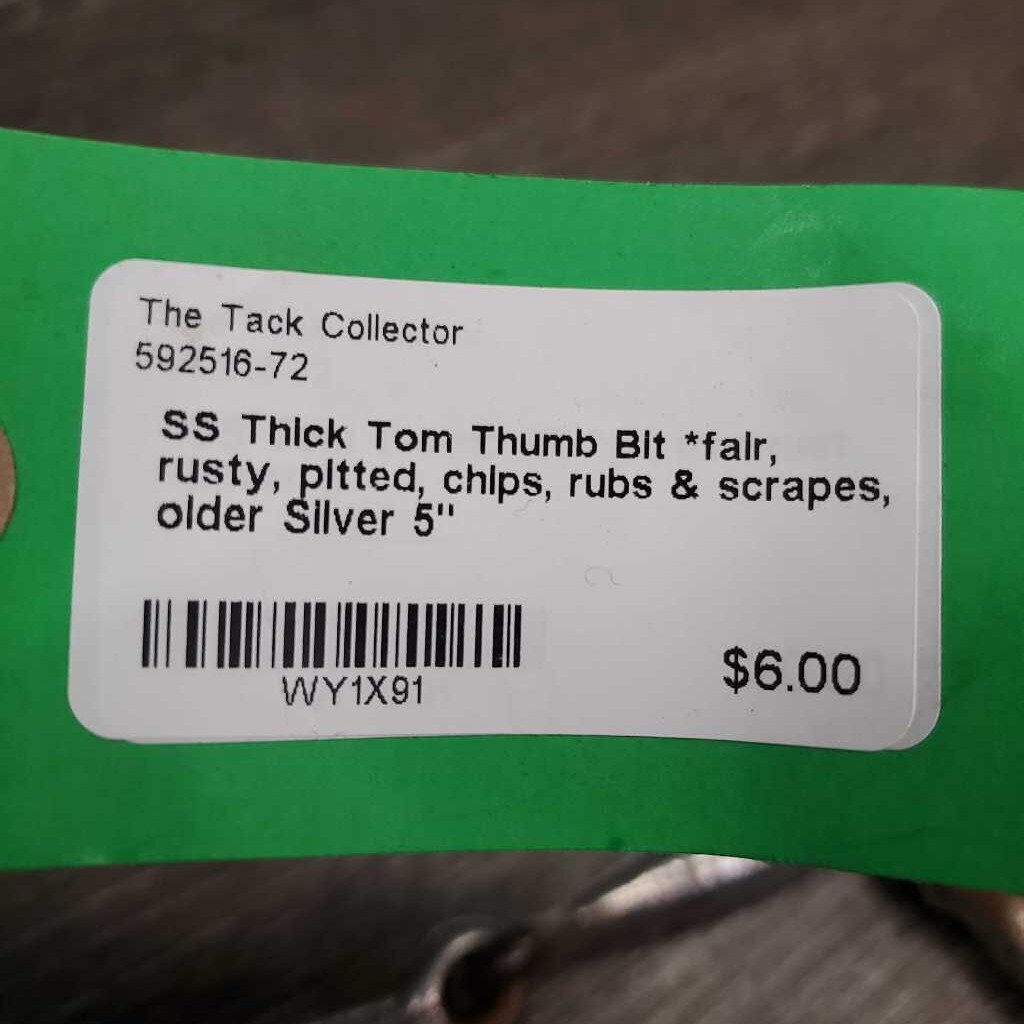 The Tack Collector
592516-72
SS Thick Tom Thumb Bit *fair,
rusty, pitted, chips, rubs & scrapes,
older Silver 5"
WY1X91
$6.00